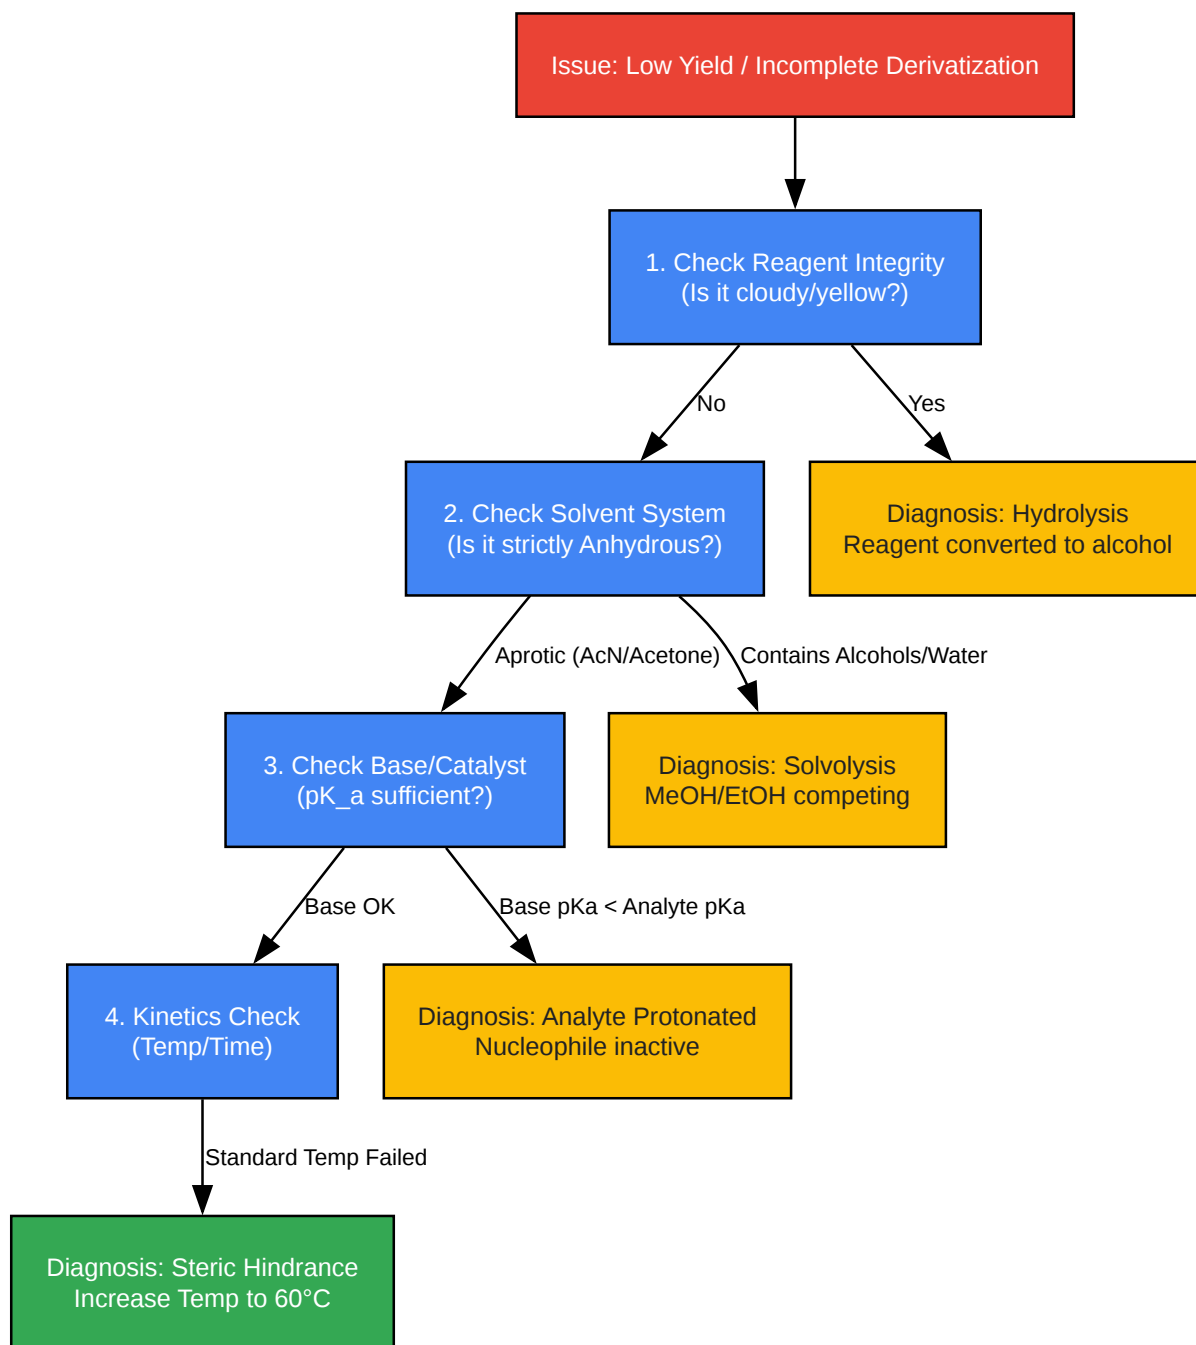 Issue: Low Yield / Incomplete Derivatization
1. Check Reagent Integrity
(Is it cloudy/yellow?)
No
Yes
2. Check Solvent System
(Is it strictly Anhydrous?)
Diagnosis: Hydrolysis
Reagent converted to alcohol
Aprotic (AcN/Acetone)
Contains Alcohols/Water
3. Check Base/Catalyst
(pK_a sufficient?)
Diagnosis: Solvolysis
MeOH/EtOH competing
Base OK
Base pKa < Analyte pKa
4. Kinetics Check
(Temp/Time)
Diagnosis: Analyte Protonated
Nucleophile inactive
Standard Temp Failed
Diagnosis: Steric Hindrance
Increase Temp to 60°C